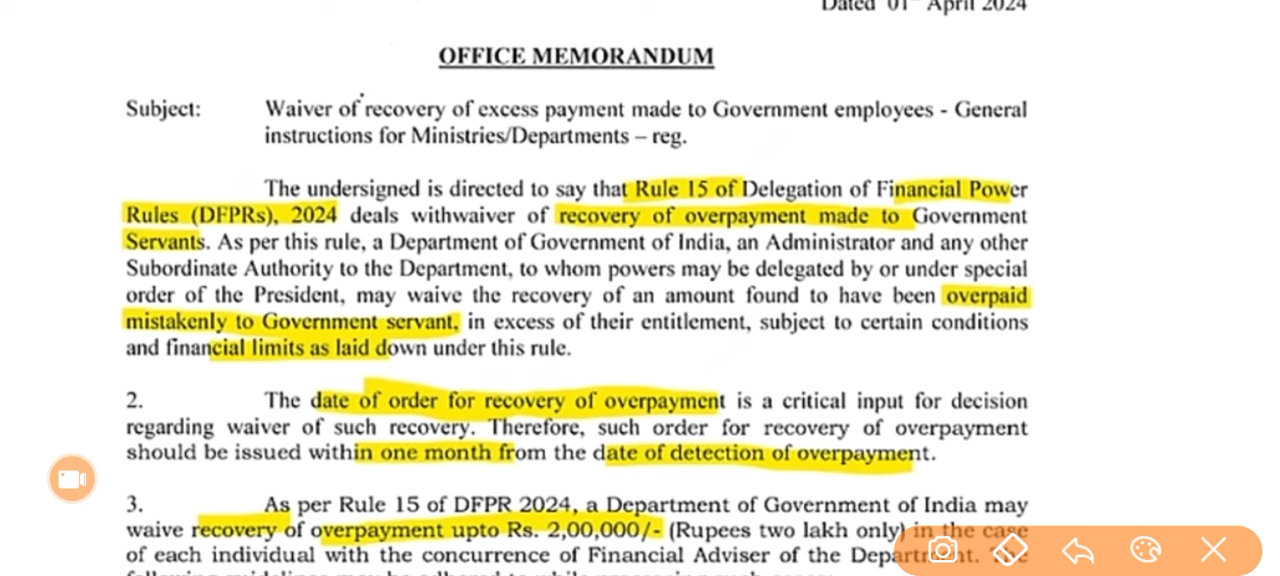 Dated 01st April 2024
OFFICE MEMORANDUM
Subject: Waiver of recovery of excess payment made to Government employees - General
instructions for Ministries/Departments – reg.
The undersigned is directed to say that Rule 15 of Delegation of Financial Power
Rules (DFPRs), 2024 deals withwaiver of recovery of overpayment made to Government
Servants. As per this rule, a Department of Government of India, an Administrator and any other
Subordinate Authority to the Department, to whom powers may be delegated by or under special
order of the President, may waive the recovery of an amount found to have been overpaid
mistakenly to Government servant, in excess of their entitlement, subject to certain conditions
and financial limits as laid down under this rule.
2. The date of order for recovery of overpayment is a critical input for decision
regarding waiver of such recovery. Therefore, such order for recovery of overpayment
should be issued within one month from the date of detection of overpayment.
3. As per Rule 15 of DFPR 2024, a Department of Government of India may
waive recovery of overpayment upto Rs. 2,00,000/- (Rupees two lakh only) in the case
of each individual with the concurrence of Financial Adviser of the Department. The